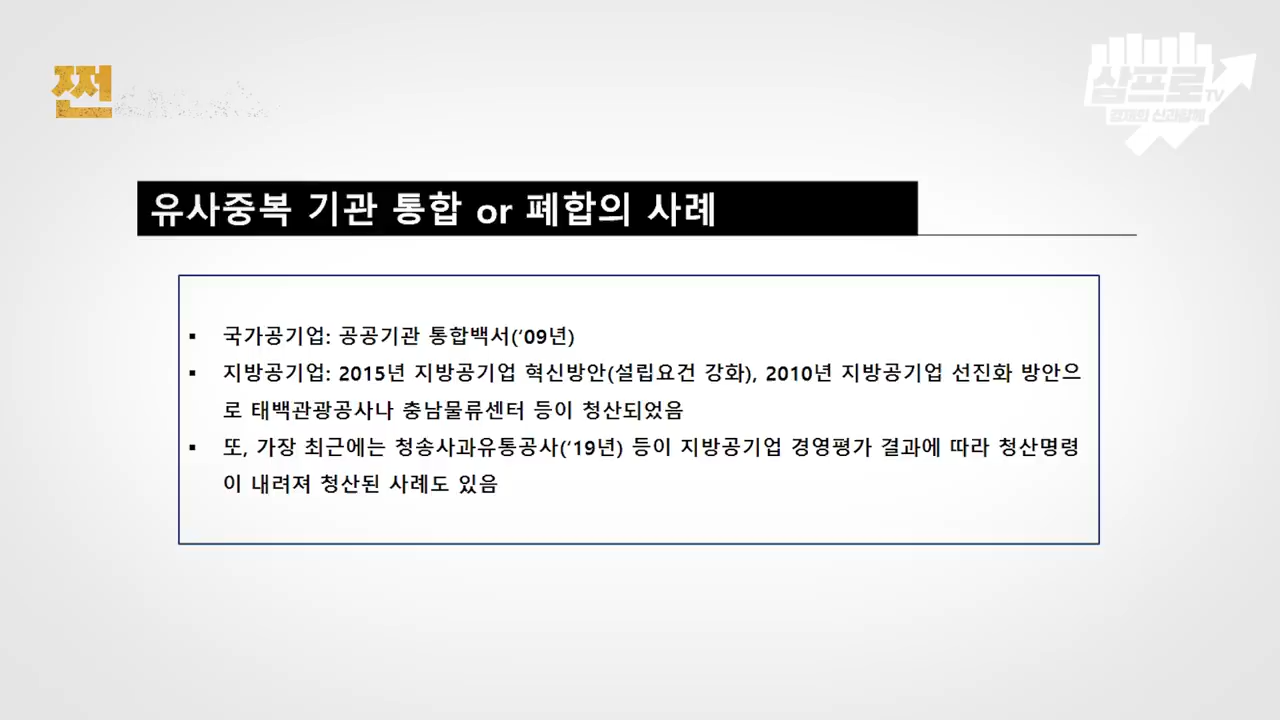 쩐
삼프로TV
경제의 신과함께
유사중복 기관 통합 or 폐합의 사례
▪ 국가공기업: 공공기관 통합백서(‘09년)
▪ 지방공기업: 2015년 지방공기업 혁신방안(설립요건 강화), 2010년 지방공기업 선진화 방안으
로 태백관광공사나 충남물류센터 등이 청산되었음
▪ 또, 가장 최근에는 청송사과유통공사(‘19년) 등이 지방공기업 경영평가 결과에 따라 청산명령
이 내려져 청산된 사례도 있음